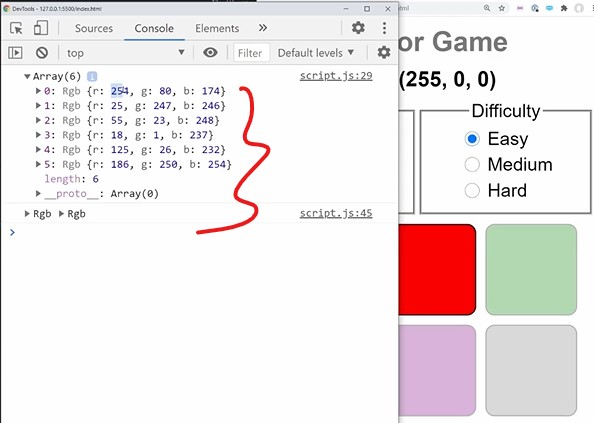 DevTools - 127.0.0.1:5500/index.html
html
Sources Console Elements »
top Filter Default levels ▼
▼Array(6) i script.js:29
▶0: Rgb {r: 254, g: 80, b: 174}
▶1: Rgb {r: 25, g: 247, b: 246}
▶2: Rgb {r: 55, g: 23, b: 248}
▶3: Rgb {r: 18, g: 1, b: 237}
▶4: Rgb {r: 125, g: 26, b: 232}
▶5: Rgb {r: 186, g: 250, b: 254}
length: 6
▶__proto__: Array(0)
▶Rgb ▶Rgb script.js:45
>
or Game
(255, 0, 0)
Difficulty
Easy
Medium
Hard